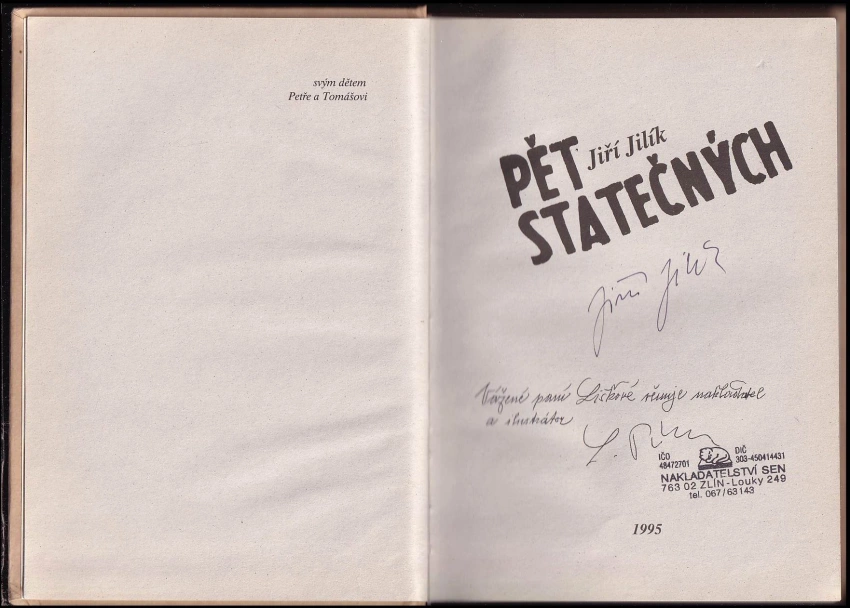 svým dětem
Petře a Tomášovi
PĚT
Jiří Jilík
STATEČNÝCH
Jiří Jilík
Vážené paní Ličkové věnuje nakladatel
a ilustrátor
IČO
48472701
DIČ
303-450414431
NAKLADATELSTVÍ SEN
763 02 ZLÍN - Louky 249
tel. 067/63143
1995